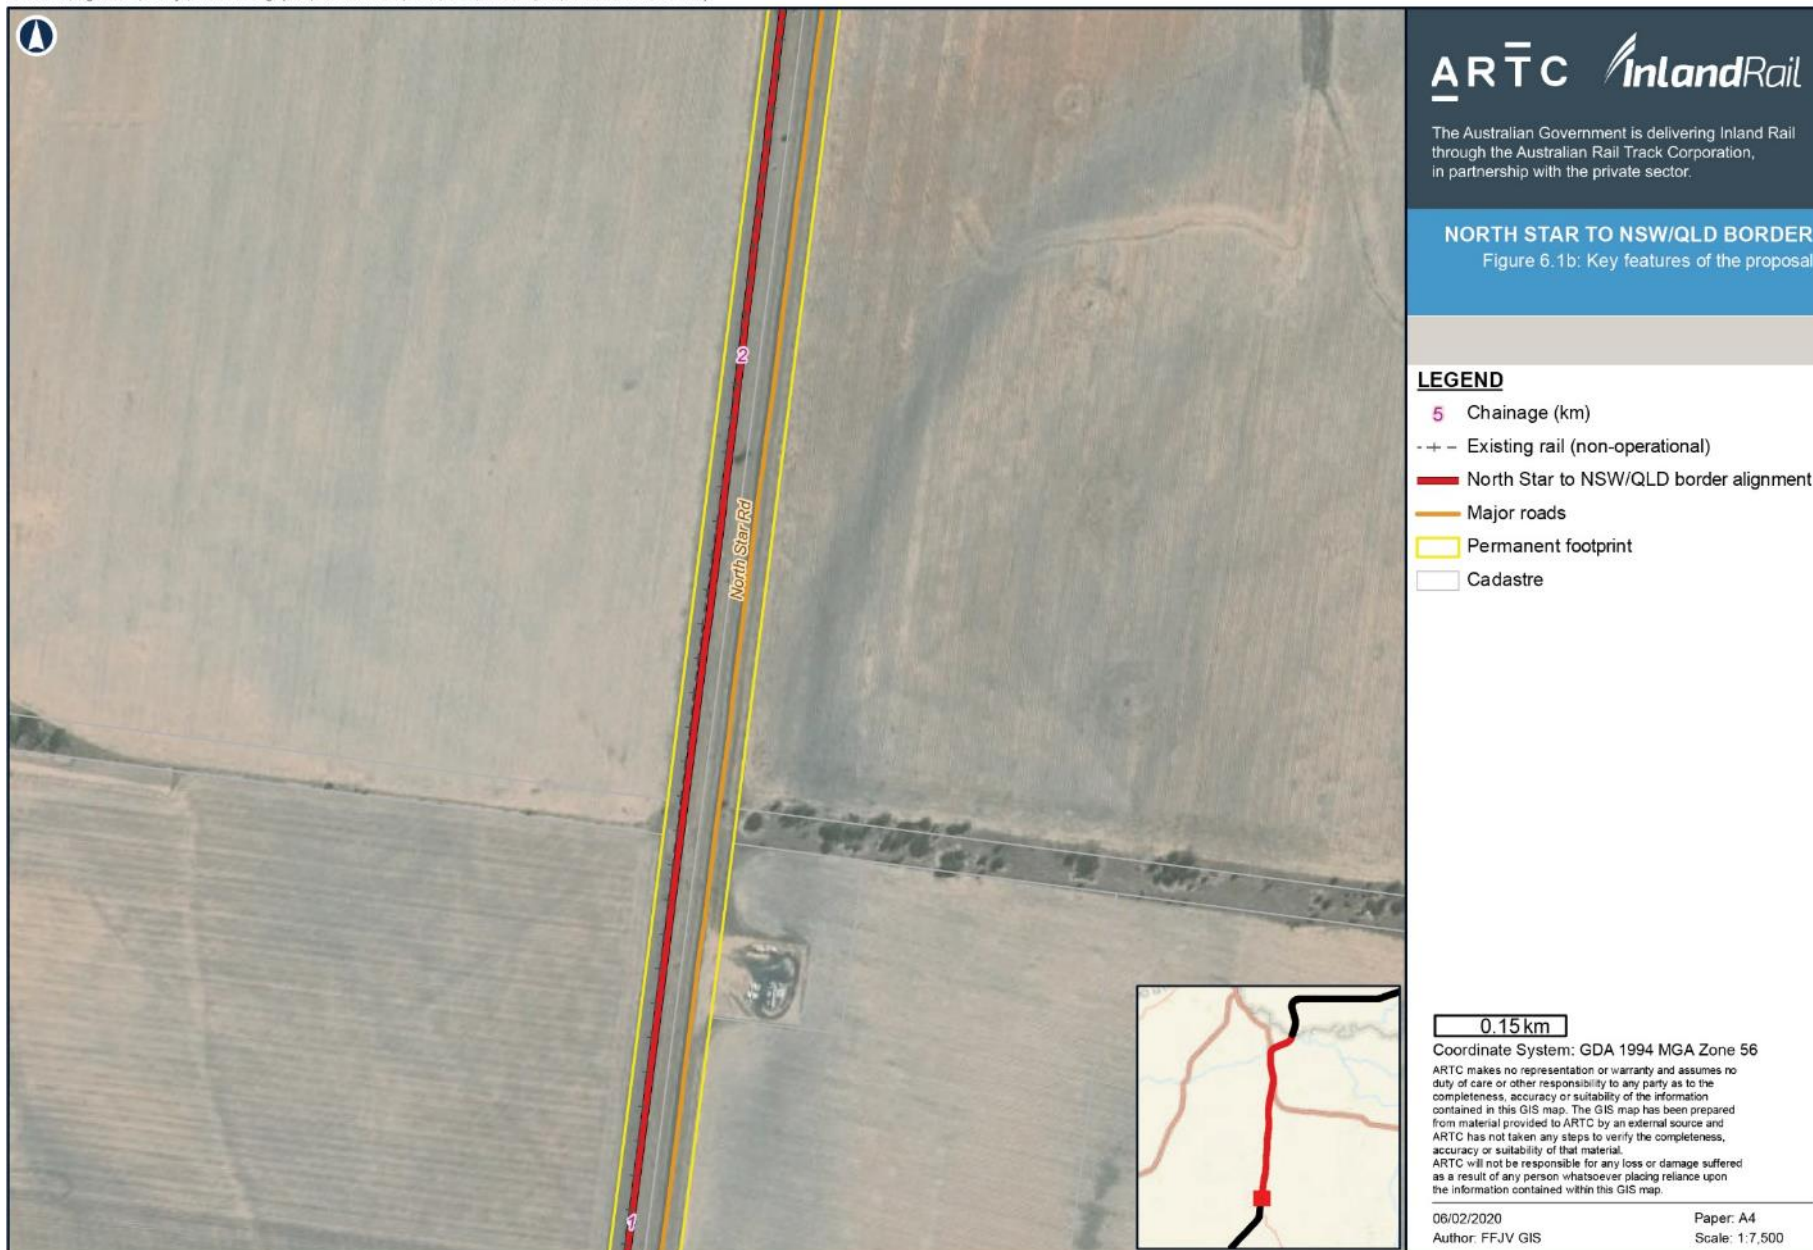 ARTC InlandRail
The Australian Government is delivering Inland Rail
through the Australian Rail Track Corporation,
in partnership with the private sector.
NORTH STAR TO NSW/QLD BORDER
Figure 6.1b: Key features of the proposal
LEGEND
5 Chainage (km)
Existing rail (non-operational)
North Star to NSW/QLD border alignment
Major roads
Permanent footprint
Cadastre
2
North Star Rd
1
0.15km
Coordinate System: GDA 1994 MGA Zone 56
ARTC makes no representation or warranty and assumes no
duty of care or other responsibility to any party as to the
completeness, accuracy or suitability of the information
contained in this GIS map. The GIS map has been prepared
from material provided to ARTC by an external source and
ARTC has not taken any steps to verify the completeness,
accuracy or suitability of that material.
ARTC will not be responsible for any loss or damage suffered
as a result of any person whatsoever placing reliance upon
the information contained within this GIS map.
06/02/2020 Paper: A4
Author: FFJV GIS Scale: 1:7,500